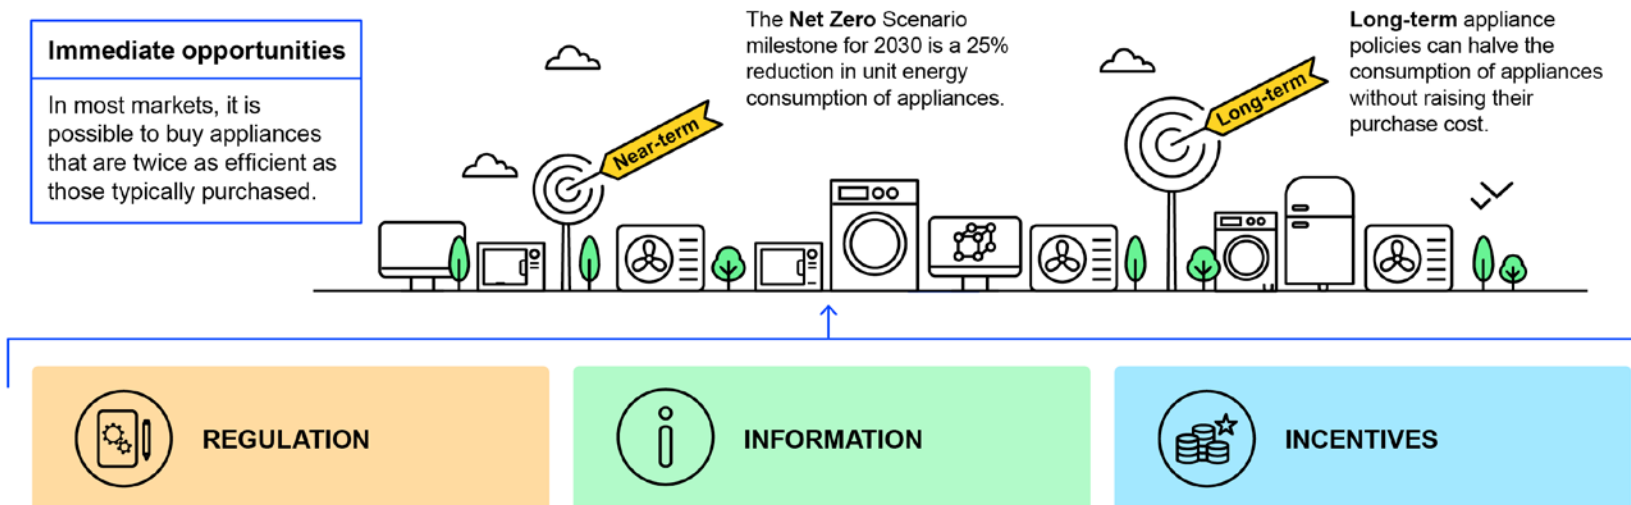 Immediate opportunities
In most markets, it is
possible to buy appliances
that are twice as efficient as
those typically purchased.
Near-term
The Net Zero Scenario
milestone for 2030 is a 25%
reduction in unit energy
consumption of appliances.
Long-term
Long-term appliance
policies can halve the
consumption of appliances
without raising their
purchase cost.
REGULATION
INFORMATION
INCENTIVES